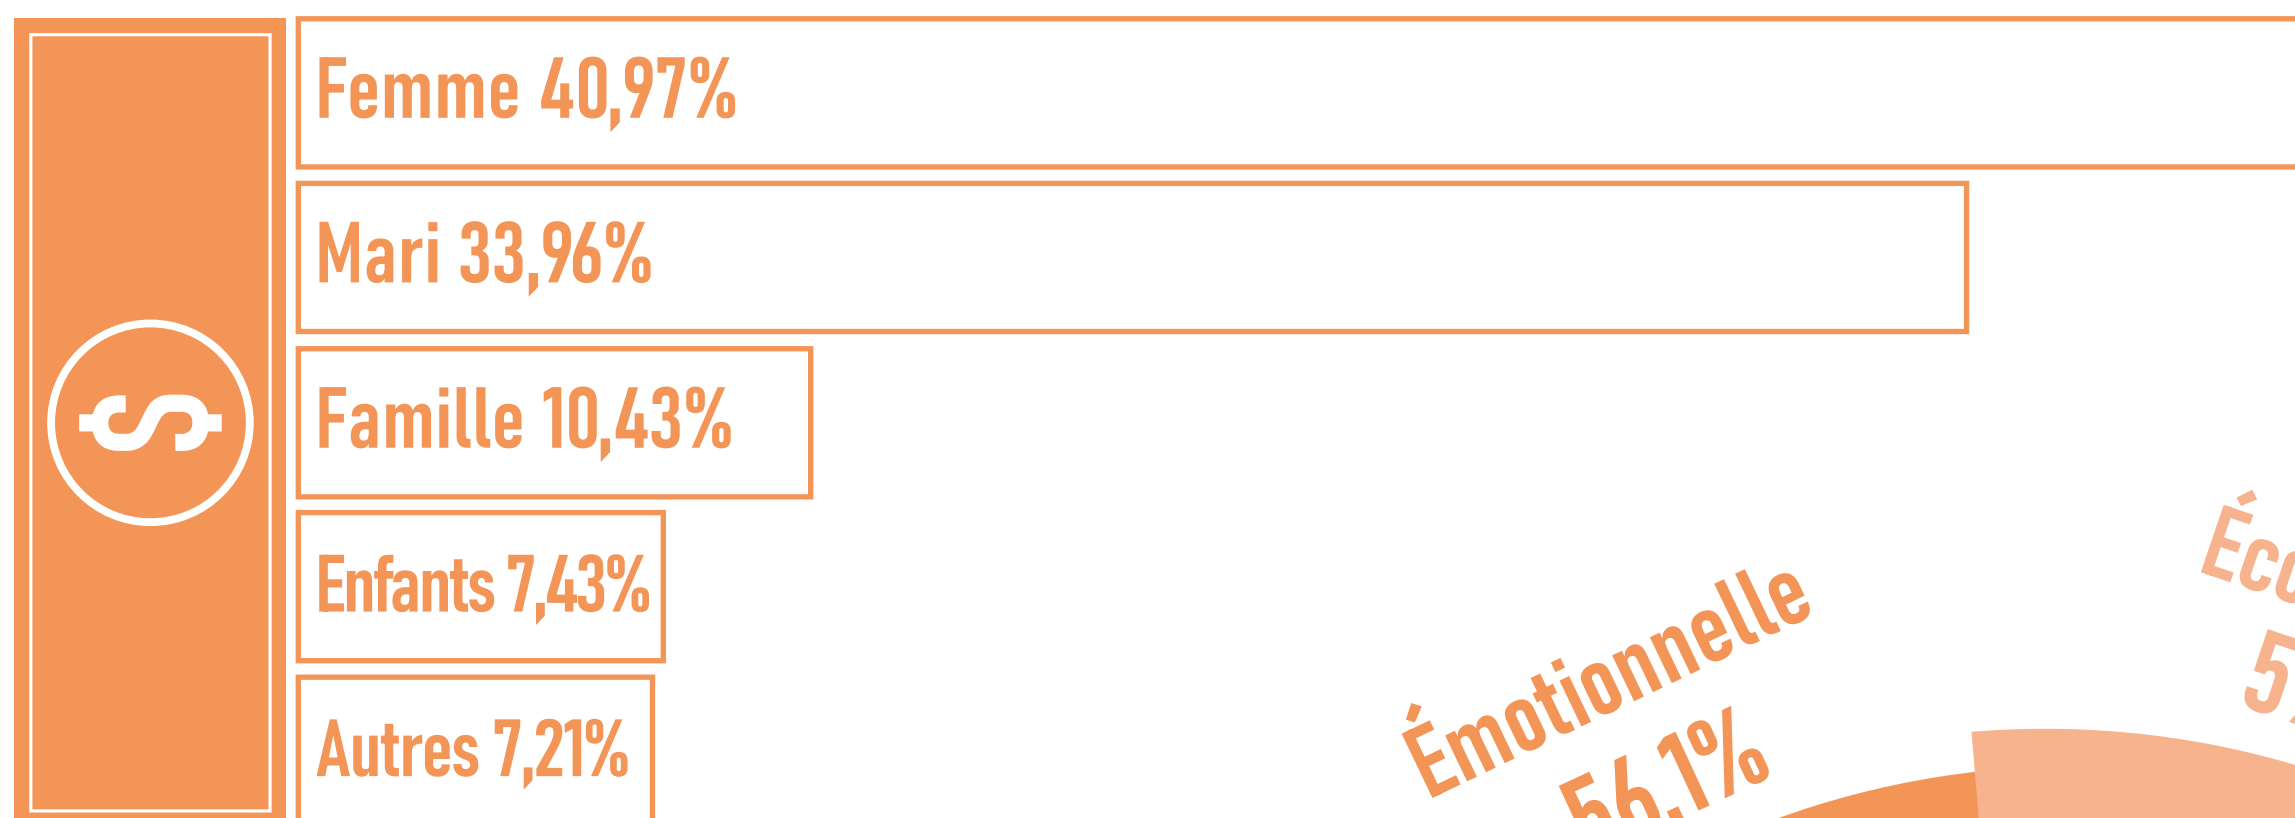 Femme 40,97%
Mari 33,96%
Famille 10,43%
Enfants 7,43%
Autres 7,21%
Émotionnelle
56,1%